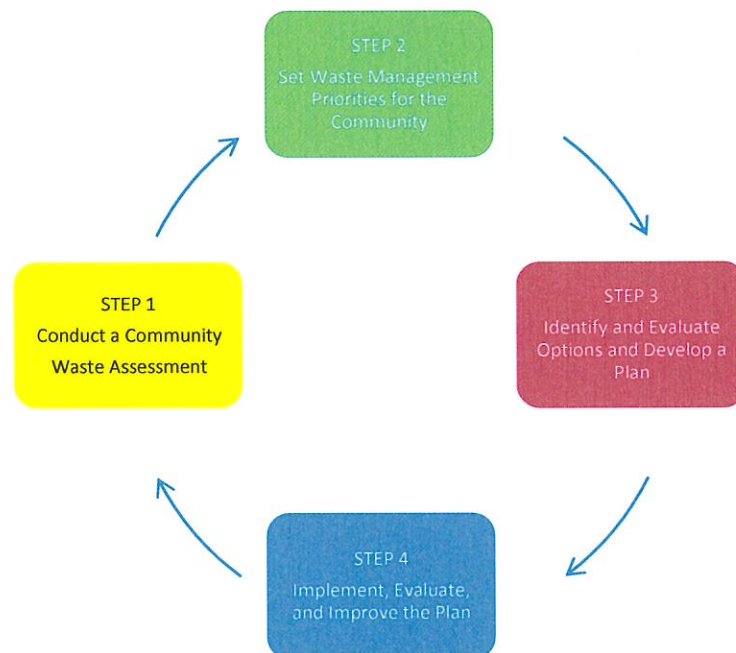 STEP 1
Conduct a Community
Waste Assessment
STEP 2
Set Waste Management
Priorities for the
Community
STEP 3
Identify and Evaluate
Options and Develop a
Plan
STEP 4
Implement, Evaluate,
and Improve the Plan